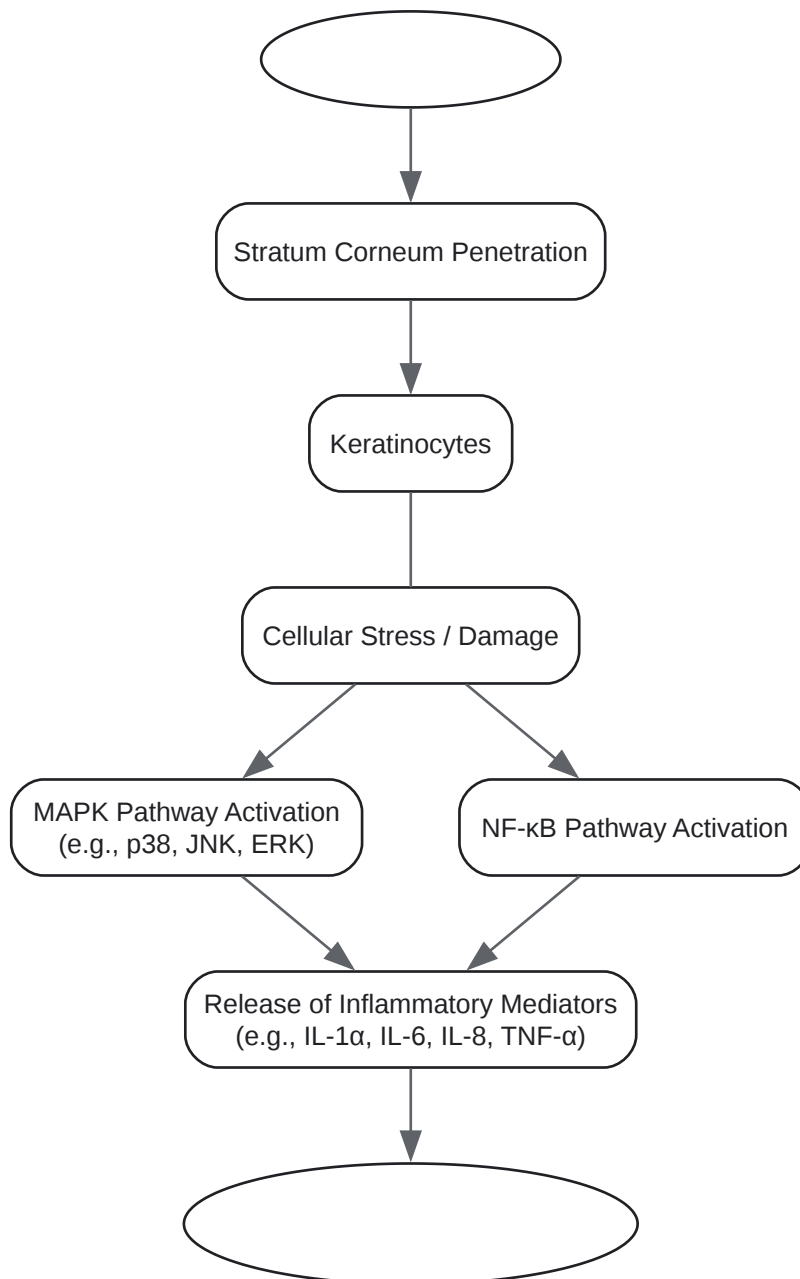 Stratum Corneum Penetration
Keratinocytes
Cellular Stress / Damage
MAPK Pathway Activation
(e.g., p38, JNK, ERK)
NF-κB Pathway Activation
Release of Inflammatory Mediators
(e.g., IL-1α, IL-6, IL-8, TNF-α)